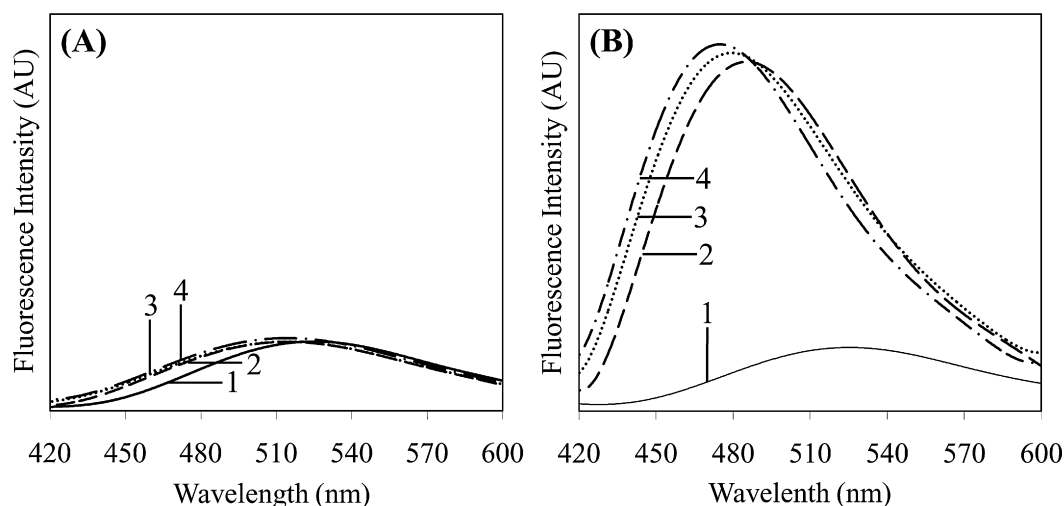 (A)
Fluorescence Intensity (AU)
3
4
2
1
420 450 480 510 540 570 600
Wavelength (nm)
(B)
Fluorescence Intensity (AU)
4
3
2
1
420 450 480 510 540 570 600
Wavelenth (nm)